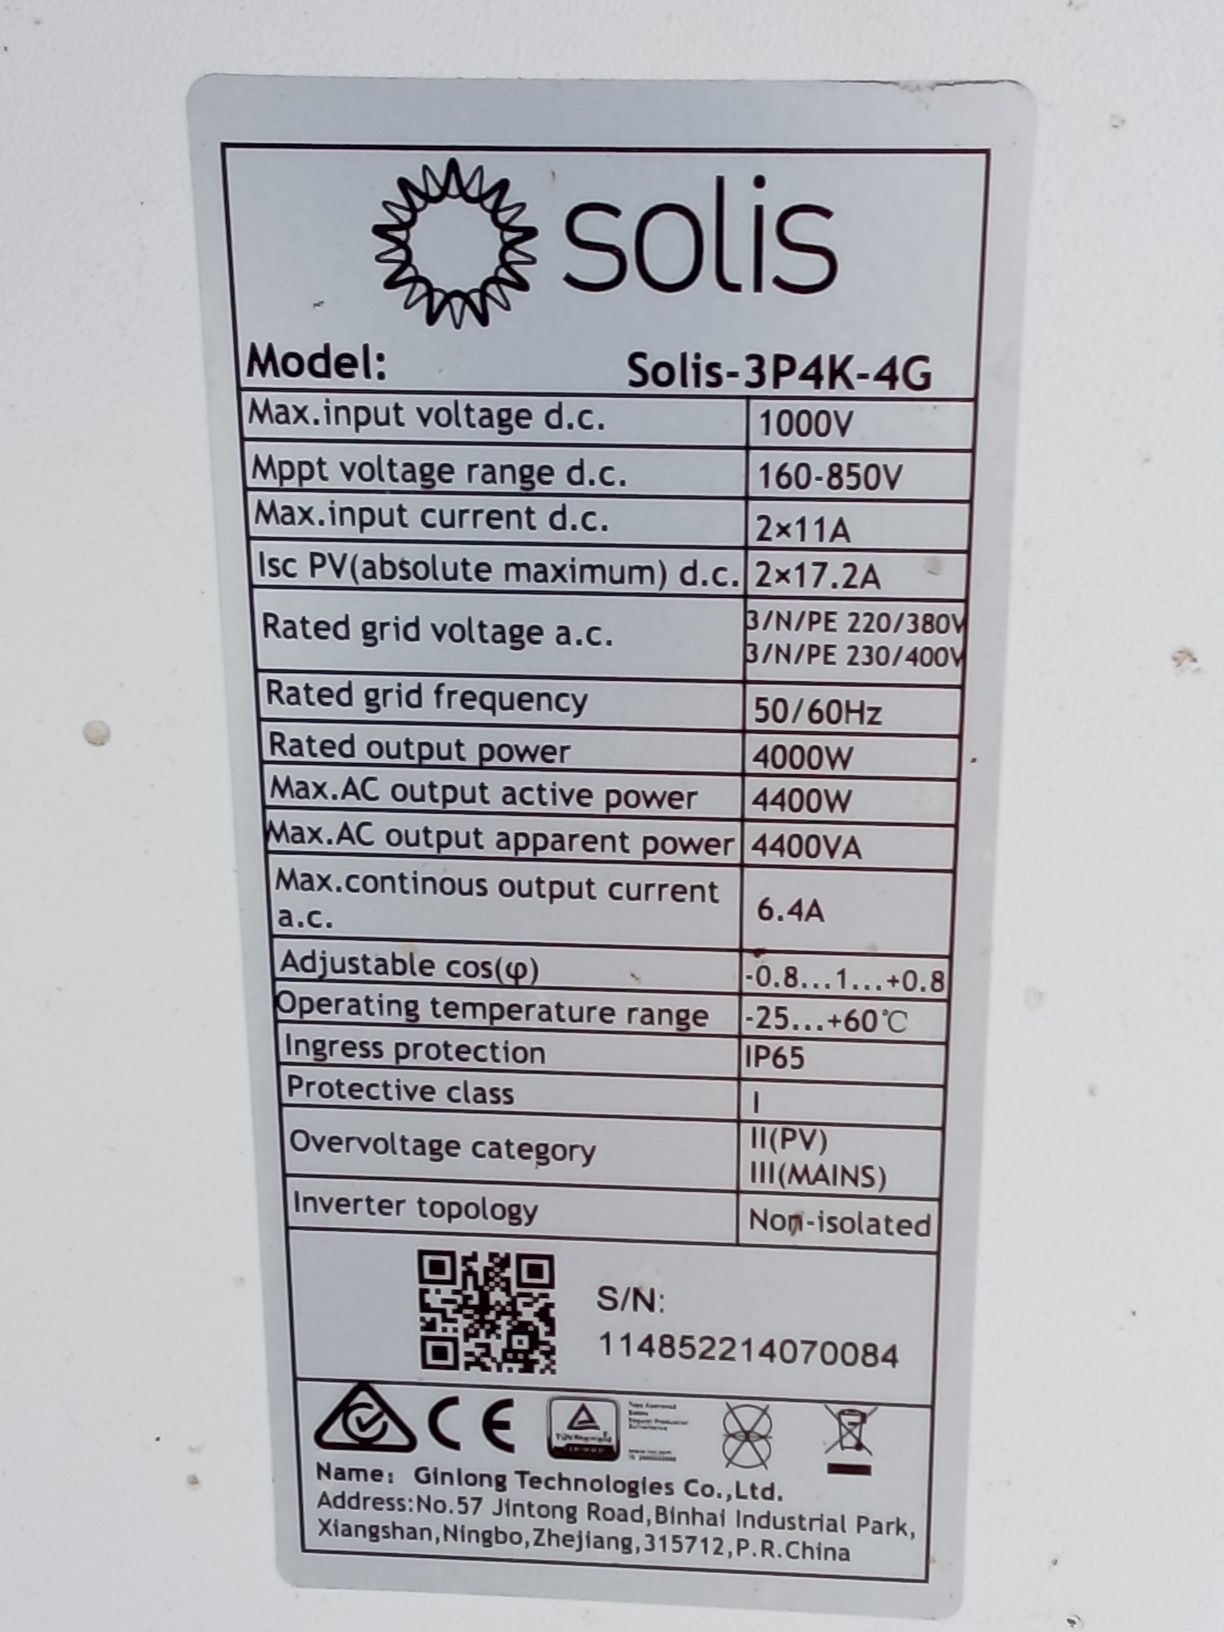 solis
Model: Solis-3P4K-4G
Max.input voltage d.c. 1000V
Mppt voltage range d.c. 160-850V
Max.input current d.c. 2×11A
Isc PV(absolute maximum) d.c. 2×17.2A
Rated grid voltage a.c. 3/N/PE 220/380V
3/N/PE 230/400V
Rated grid frequency 50/60Hz
Rated output power 4000W
Max.AC output active power 4400W
Max.AC output apparent power 4400VA
Max.continous output current
a.c. 6.4A
Adjustable cos(φ) -0.8...1...+0.8
Operating temperature range -25...+60℃
Ingress protection IP65
Protective class I
Overvoltage category II(PV)
III(MAINS)
Inverter topology Non-isolated
S/N:
114852214070084
CE
Name: Ginlong Technologies Co.,Ltd.
Address:No.57 Jintong Road,Binhai Industrial Park,
Xiangshan,Ningbo,Zhejiang,315712,P.R.China